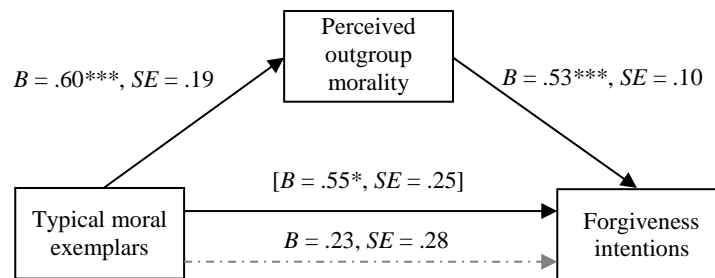 Perceived
outgroup
morality
B = .60***, SE = .19
B = .53***, SE = .10
[B = .55*, SE = .25]
Typical moral
exemplars
B = .23, SE = .28
Forgiveness
intentions